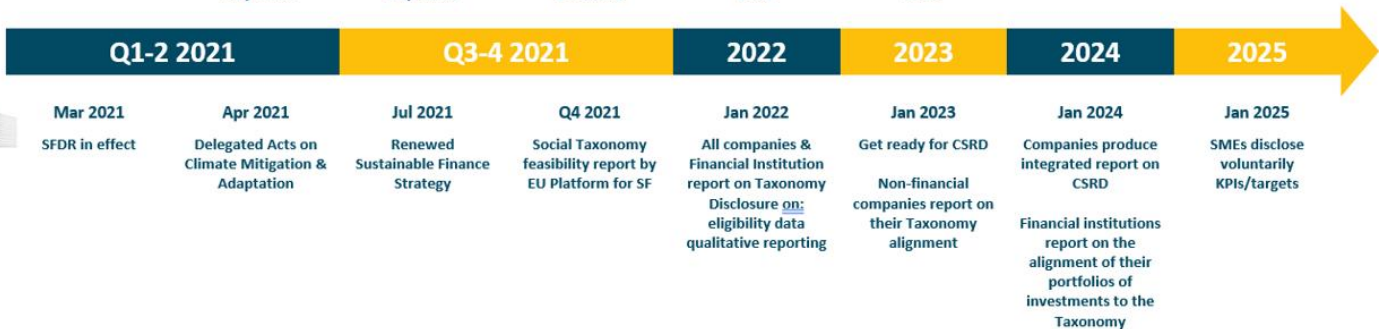 Q1-2 2021
Q3-4 2021
2022
2023
2024
2025
Mar 2021
SFDR in effect
Apr 2021
Delegated Acts on
Climate Mitigation &
Adaptation
Jul 2021
Renewed
Sustainable Finance
Strategy
Q4 2021
Social Taxonomy
feasibility report by
EU Platform for SF
Jan 2022
All companies &
Financial Institution
report on Taxonomy
Disclosure on:
eligibility data
qualitative reporting
Jan 2023
Get ready for CSRD
Non-financial
companies report on
their Taxonomy
alignment
Jan 2024
Companies produce
integrated report on
CSRD
Financial institutions
report on the
alignment of their
portfolios of
investments to the
Taxonomy
Jan 2025
SMEs disclose
voluntarily
KPIs/targets